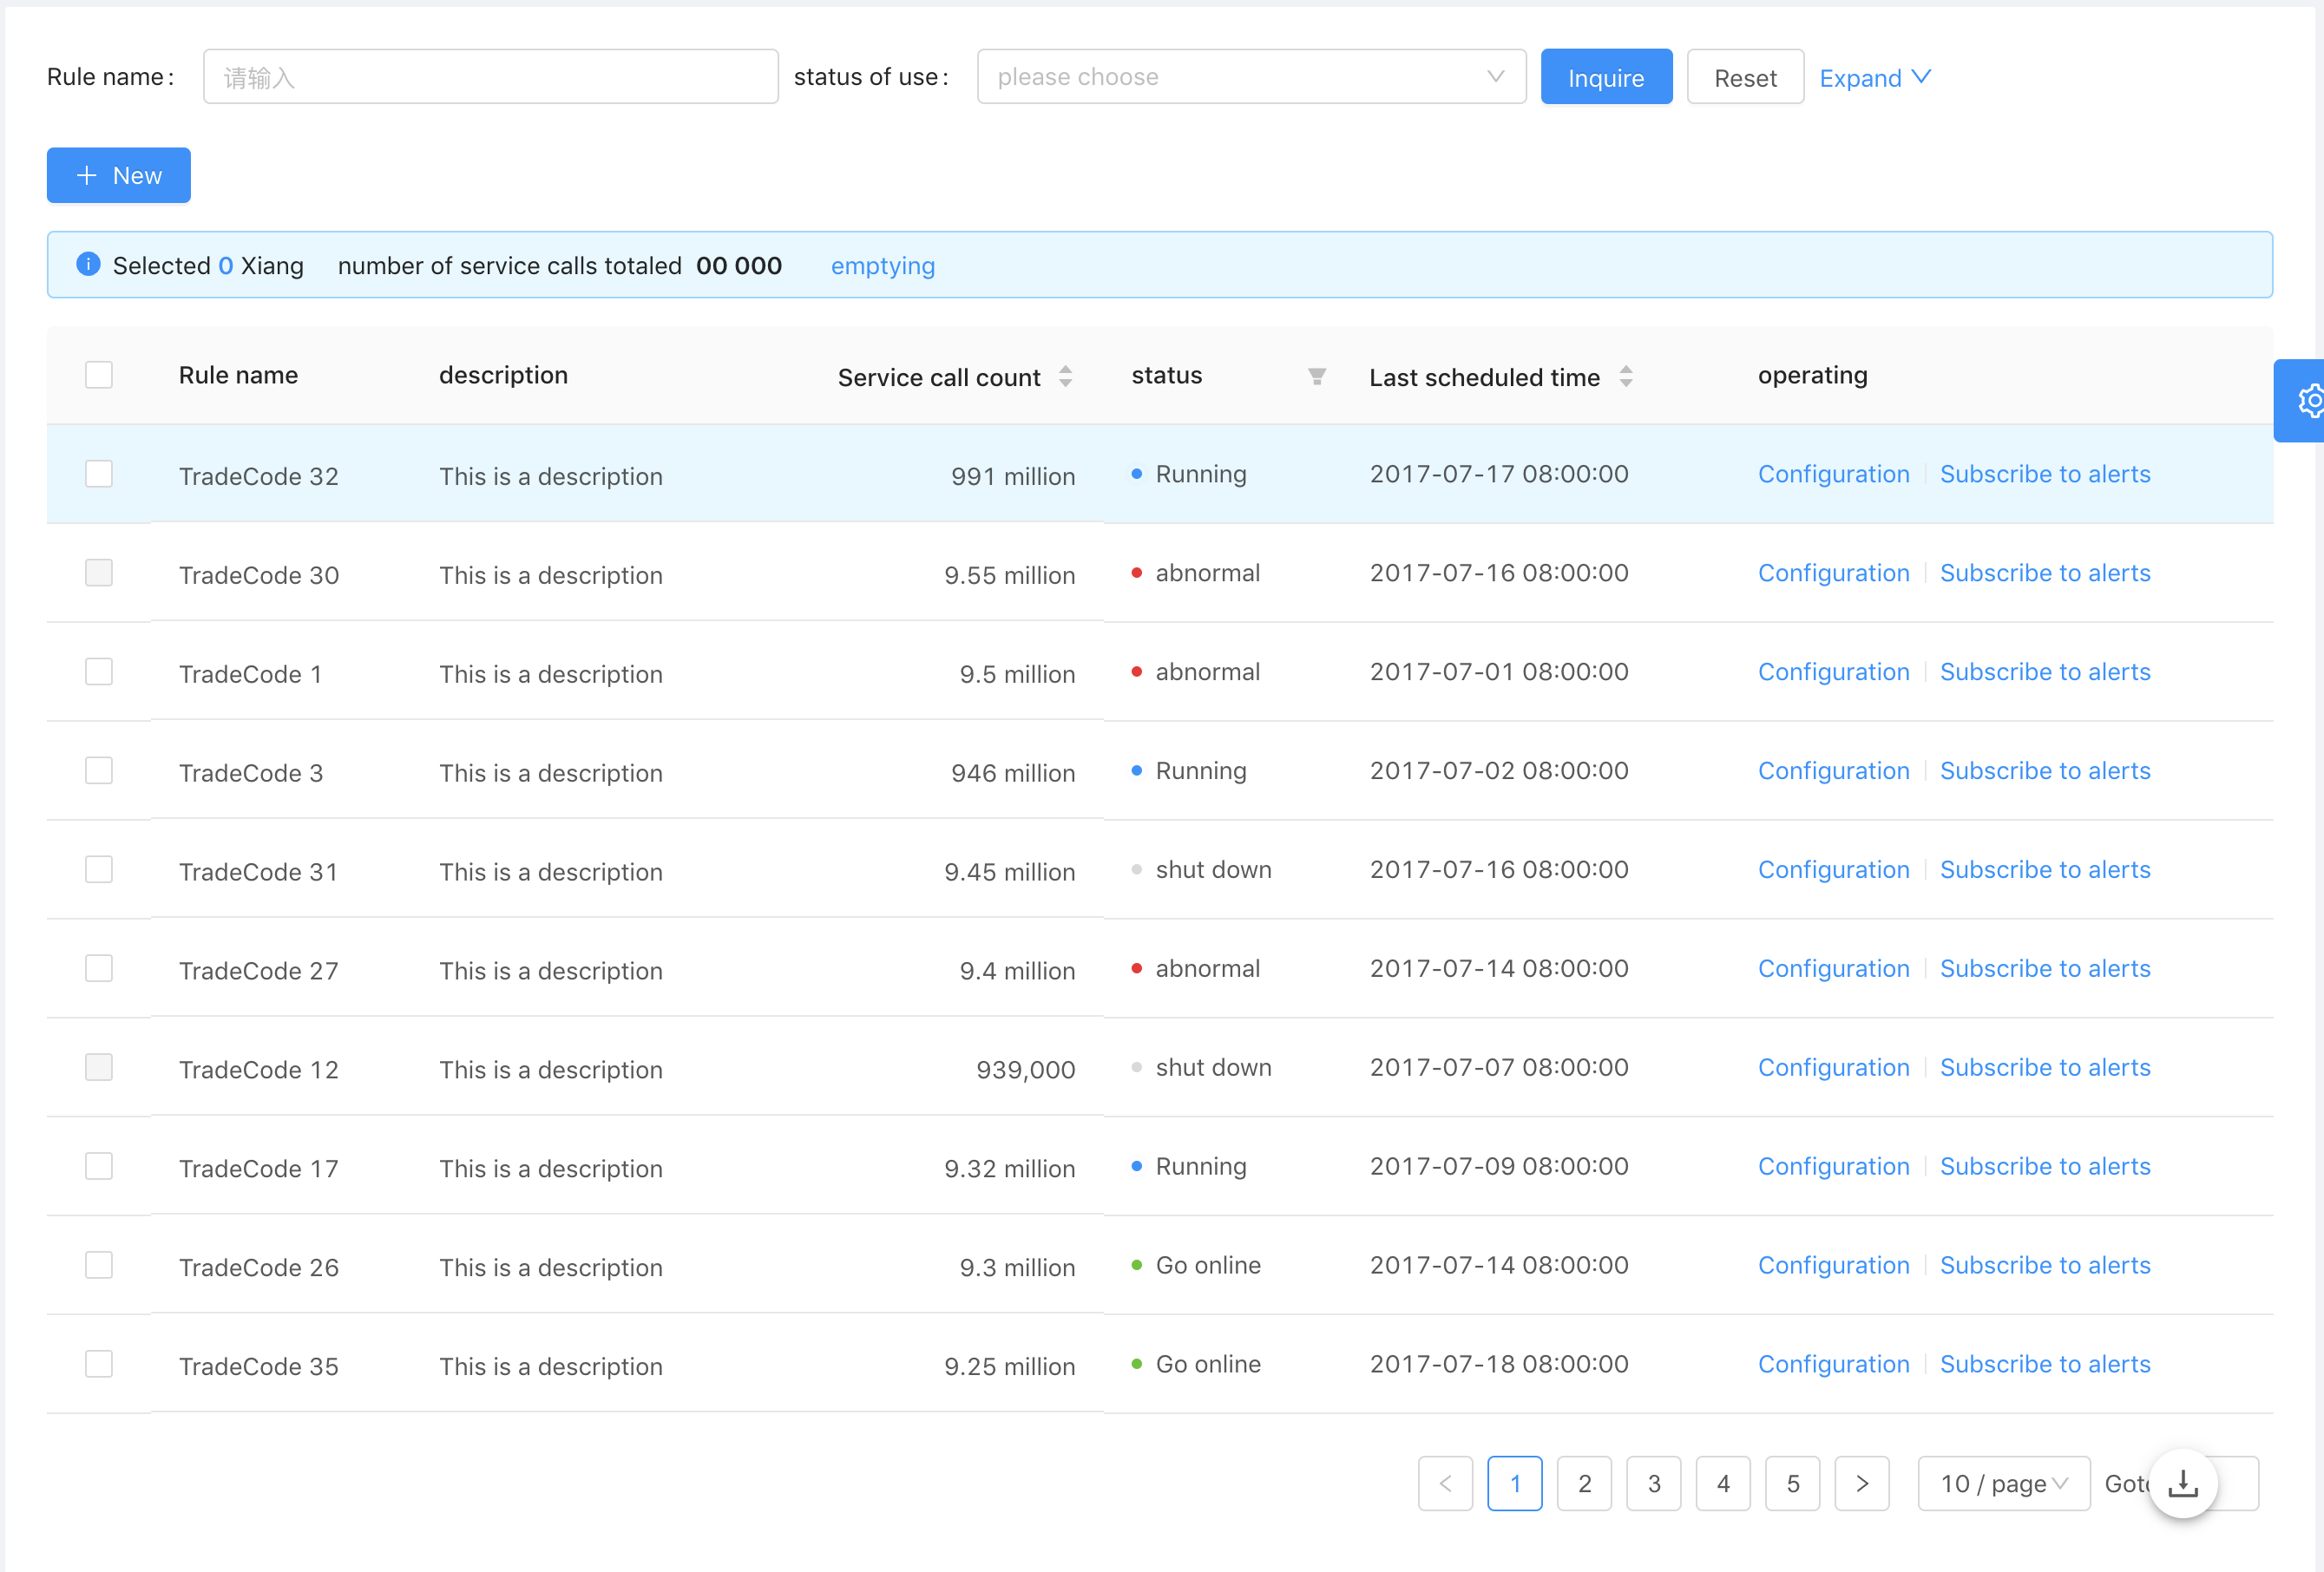 Rule name: 请输入 status of use: please choose Inquire Reset Expand
New
Selected 0 Xiang number of service calls totaled 00 000 emptying
Rule name description Service call count status Last scheduled time operating
TradeCode 32 This is a description 991 million Running 2017-07-17 08:00:00 Configuration Subscribe to alerts
TradeCode 30 This is a description 9.55 million abnormal 2017-07-16 08:00:00 Configuration Subscribe to alerts
TradeCode 1 This is a description 9.5 million abnormal 2017-07-01 08:00:00 Configuration Subscribe to alerts
TradeCode 3 This is a description 946 million Running 2017-07-02 08:00:00 Configuration Subscribe to alerts
TradeCode 31 This is a description 9.45 million shut down 2017-07-16 08:00:00 Configuration Subscribe to alerts
TradeCode 27 This is a description 9.4 million abnormal 2017-07-14 08:00:00 Configuration Subscribe to alerts
TradeCode 12 This is a description 939,000 shut down 2017-07-07 08:00:00 Configuration Subscribe to alerts
TradeCode 17 This is a description 9.32 million Running 2017-07-09 08:00:00 Configuration Subscribe to alerts
TradeCode 26 This is a description 9.3 million Go online 2017-07-14 08:00:00 Configuration Subscribe to alerts
TradeCode 35 This is a description 9.25 million Go online 2017-07-18 08:00:00 Configuration Subscribe to alerts
< 1 2 3 4 5 > 10 / page